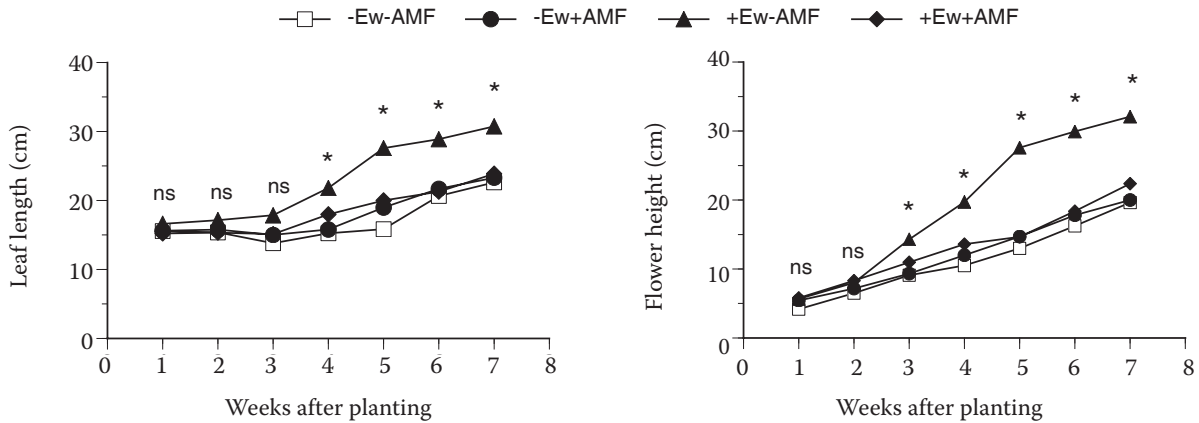 -Ew-AMF -Ew+AMF +Ew-AMF +Ew+AMF
Leaf length (cm)
40
30
20
10
0
ns ns ns * * * *
0 1 2 3 4 5 6 7 8
Weeks after planting
Flower height (cm)
40
30
20
10
0
ns ns * * * * *
0 1 2 3 4 5 6 7 8
Weeks after planting